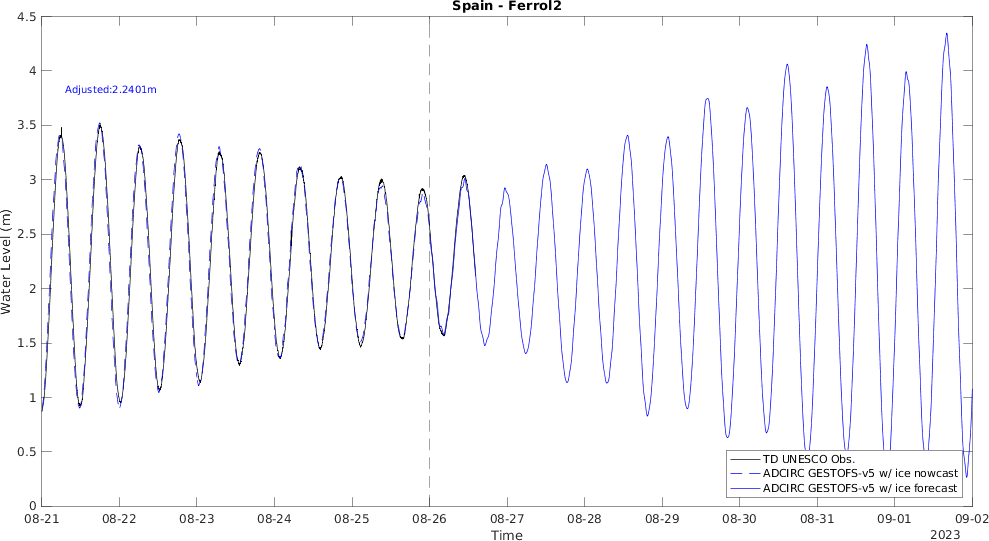 Spain - Ferrol2
Adjusted:2.2401m
Water Level (m)
4.5
4
3.5
3
2.5
2
1.5
1
0.5
0
TD UNESCO Obs.
ADCIRC GESTOFS-v5 w/ ice nowcast
ADCIRC GESTOFS-v5 w/ ice forecast
08-21 08-22 08-23 08-24 08-25 08-26 08-27 08-28 08-29 08-30 08-31 09-01 09-02
Time
2023